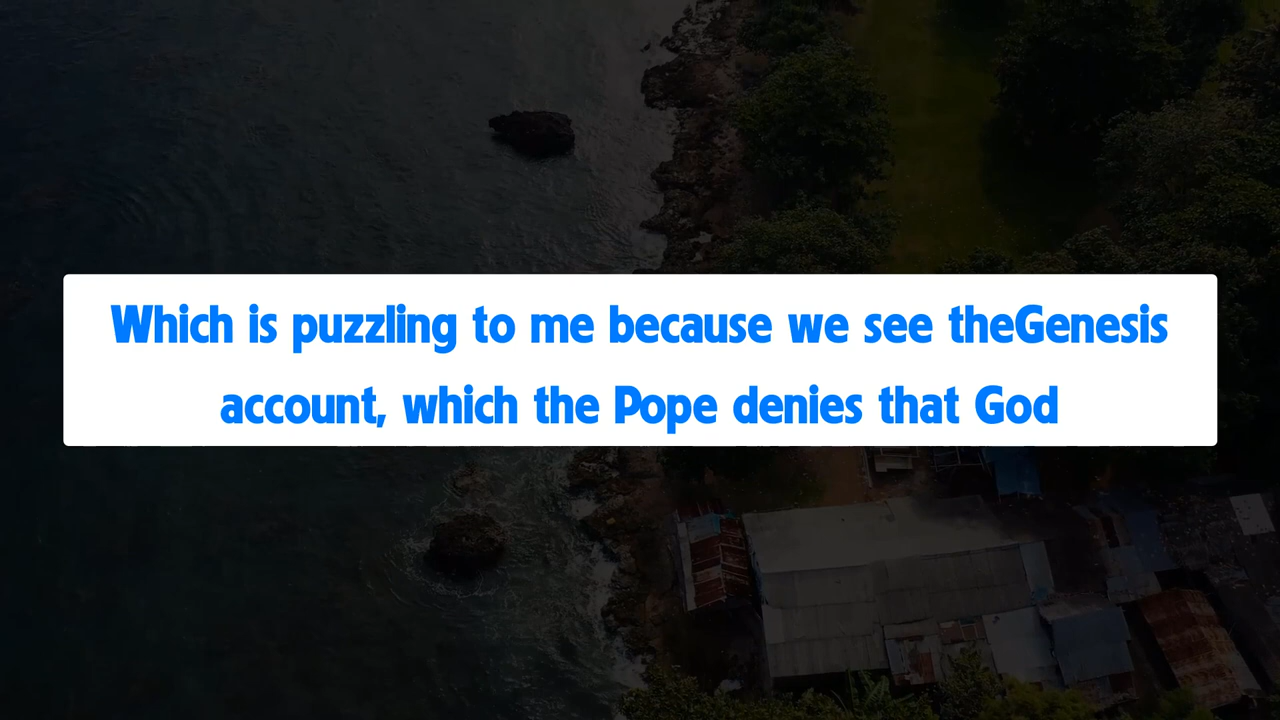 Which is puzzling to me because we see theGenesis
account, which the Pope denies that God